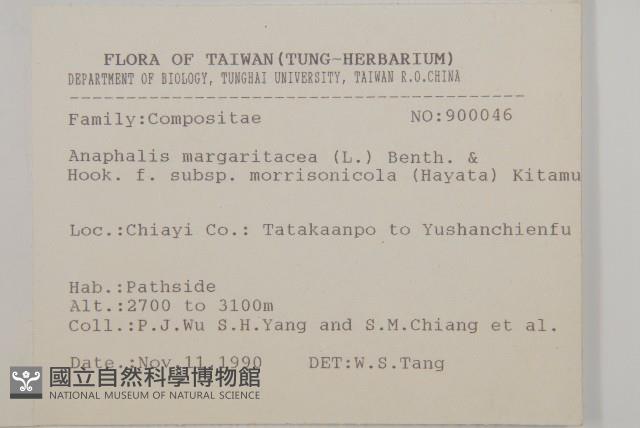 FLORA OF TAIWAN(TUNG-HERBARIUM)
DEPARTMENT OF BIOLOGY, TUNGHAI UNIVERSITY, TAIWAN R.O.CHINA
Family:Compositae NO:900046
Anaphalis margaritacea (L.) Benth. &
Hook. f. subsp. morrisonicola (Hayata) Kitamu
Loc.:Chiayi Co.: Tatakaanpo to Yushanchienfu
Hab.:Pathside
Alt.:2700 to 3100m
Coll.:P.J.Wu S.H.Yang and S.M.Chiang et al.
Date.:Nov.11.1990 DET:W.S.Tang
國立自然科學博物館
NATIONAL MUSEUM OF NATURAL SCIENCE